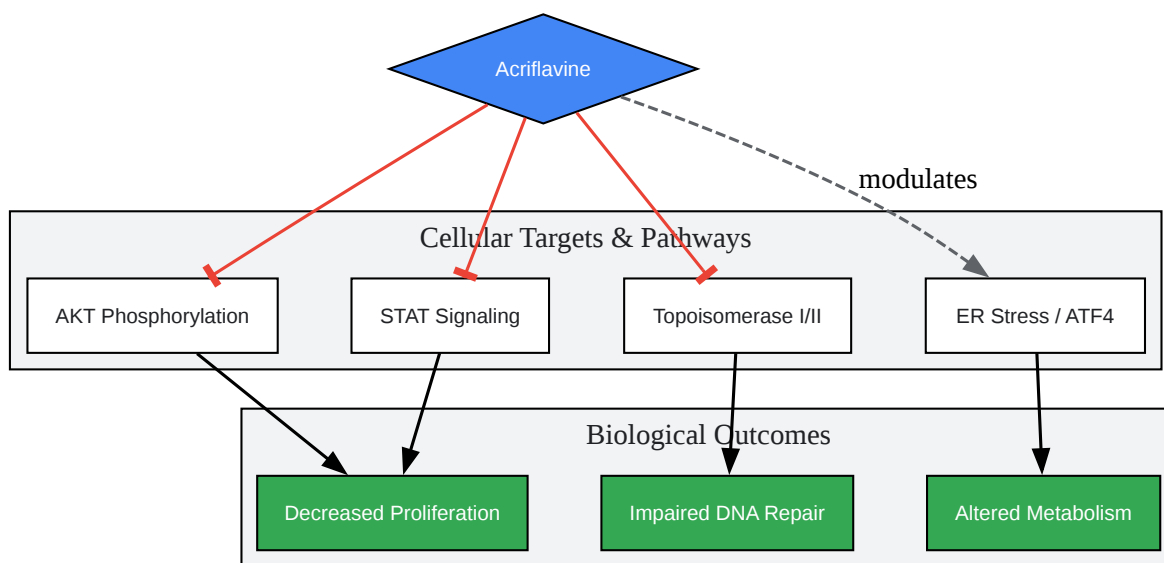 Acriflavine
modulates
Cellular Targets & Pathways
AKT Phosphorylation
STAT Signaling
Topoisomerase I/II
ER Stress / ATF4
Biological Outcomes
Decreased Proliferation
Impaired DNA Repair
Altered Metabolism